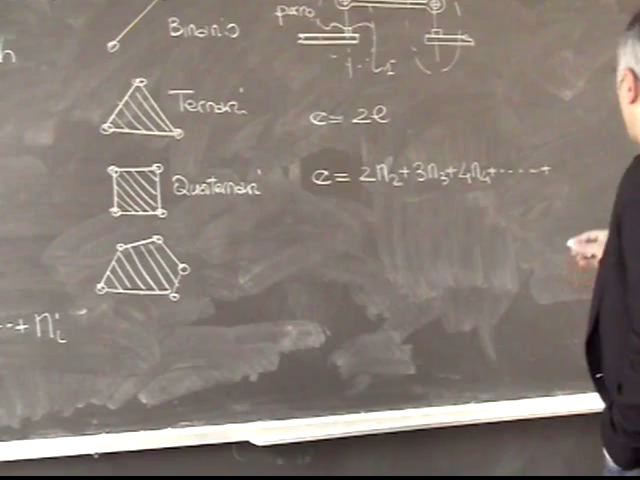 perno
Binario
h
Ternari
e = 2l
Quaternari
e = 2n₂+3n₃+4n₄+·····+
··+ nᵢ